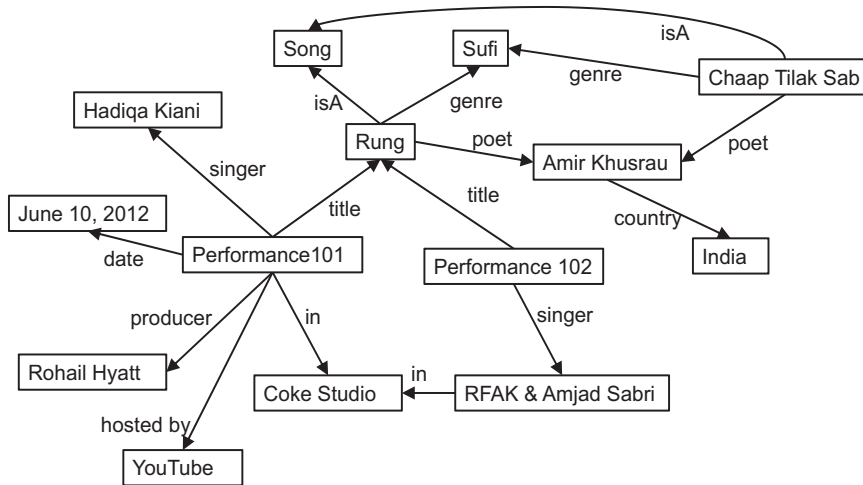 isA
Song
Sufi
genre
Chaap Tilak Sab
Hadiqa Kiani
isA
genre
Rung
poet
Amir Khusrau
poet
singer
June 10, 2012
title
title
country
date
Performance101
Performance 102
India
producer
in
singer
Rohail Hyatt
Coke Studio
in
RFAK & Amjad Sabri
hosted by
YouTube